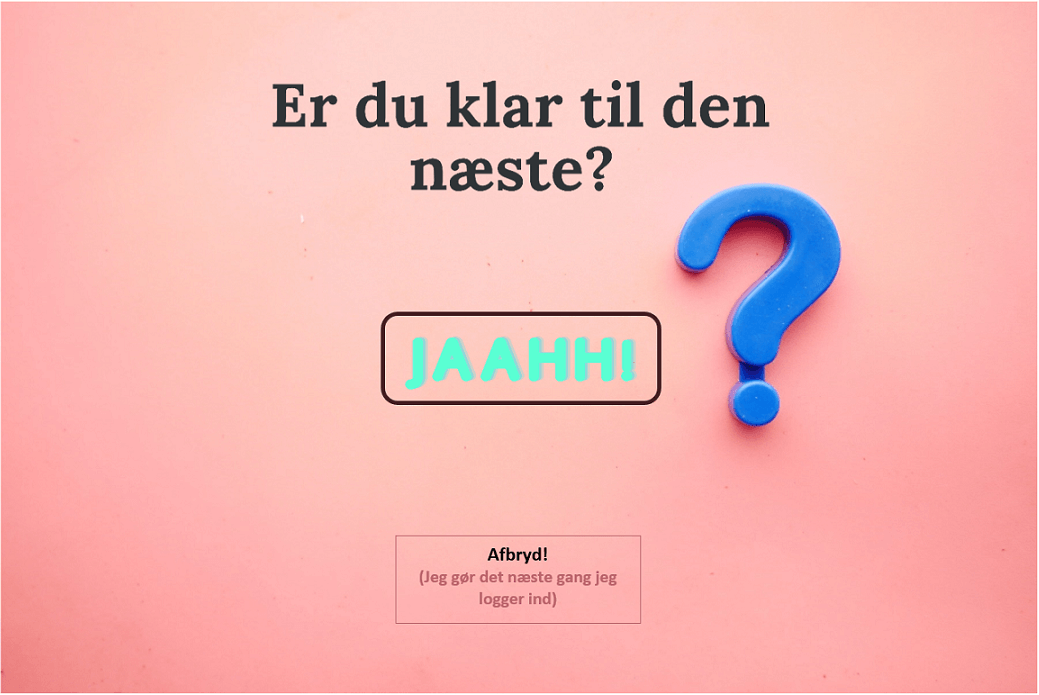 Er du klar til den
næste?
JAAHH!
Afbryd!
(Jeg gør det næste gang jeg
logger ind)